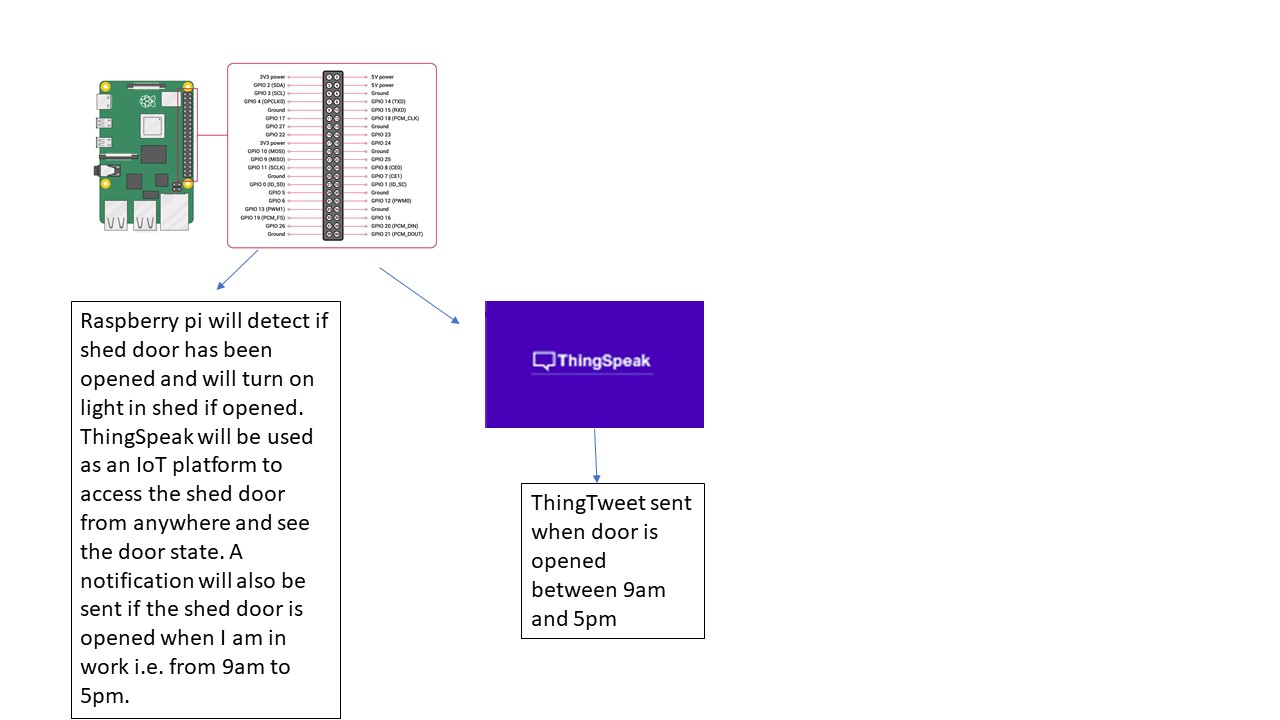 3V3 power
5V power
GPIO 2 (SDA)
5V power
GPIO 3 (SCL)
Ground
GPIO 4 (GPCLK0)
GPIO 14 (TXD)
Ground
GPIO 15 (RXD)
GPIO 17
GPIO 18 (PCM_CLK)
GPIO 27
Ground
GPIO 22
GPIO 23
3V3 power
GPIO 24
GPIO 10 (MOSI)
Ground
GPIO 9 (MISO)
GPIO 25
GPIO 11 (SCLK)
GPIO 8 (CE0)
Ground
GPIO 7 (CE1)
GPIO 0 (ID_SD)
GPIO 1 (ID_SC)
GPIO 5
Ground
GPIO 6
GPIO 12 (PWM0)
GPIO 13 (PWM1)
Ground
GPIO 19 (PCM_FS)
GPIO 16
GPIO 26
GPIO 20 (PCM_DIN)
Ground
GPIO 21 (PCM_DOUT)
Raspberry pi will detect if
shed door has been
opened and will turn on
light in shed if opened.
ThingSpeak will be used
as an IoT platform to
access the shed door
from anywhere and see
the door state. A
notification will also be
sent if the shed door is
opened when I am in
work i.e. from 9am to
5pm.
ThingSpeak
ThingTweet sent
when door is
opened
between 9am
and 5pm